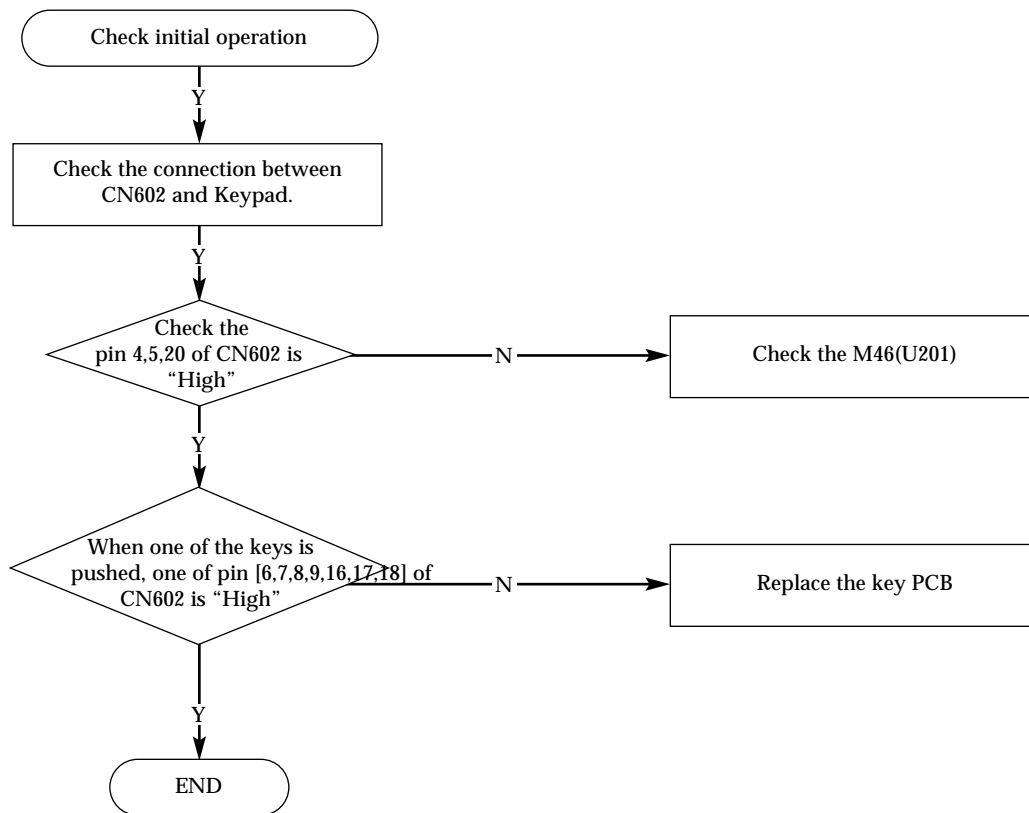 Check initial operation
Y
Check the connection between
CN602 and Keypad.
Y
Check the
pin 4,5,20 of CN602 is
“High”
N
Check the M46(U201)
Y
When one of the keys is
pushed, one of pin [6,7,8,9,16,17,18] of
CN602 is “High”
N
Replace the key PCB
Y
END